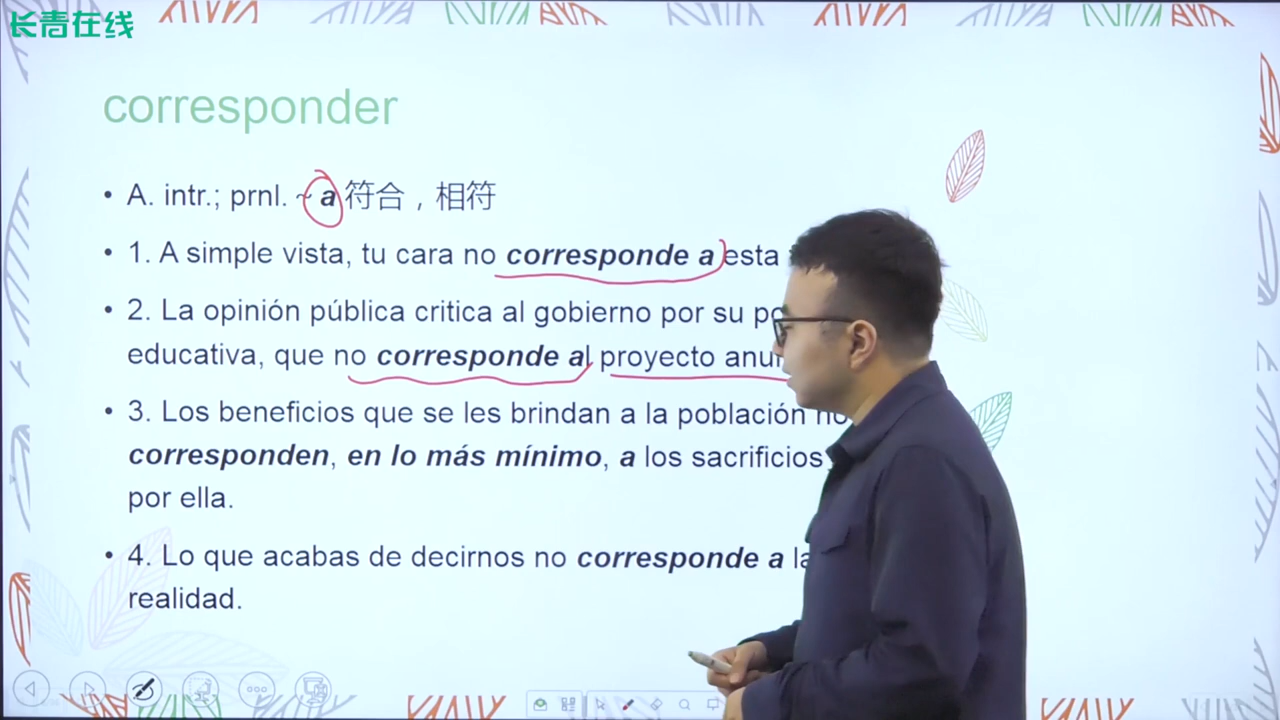 长青在线
corresponder
• A. intr.; prnl. ~ a 符合，相符
• 1. A simple vista, tu cara no corresponde a esta
• 2. La opinión pública critica al gobierno por su
educativa, que no corresponde al proyecto
• 3. Los beneficios que se les brindan a la población no
corresponden, en lo más mínimo, a los sacrificios
por ella.
• 4. Lo que acabas de decirnos no corresponde a la
realidad.